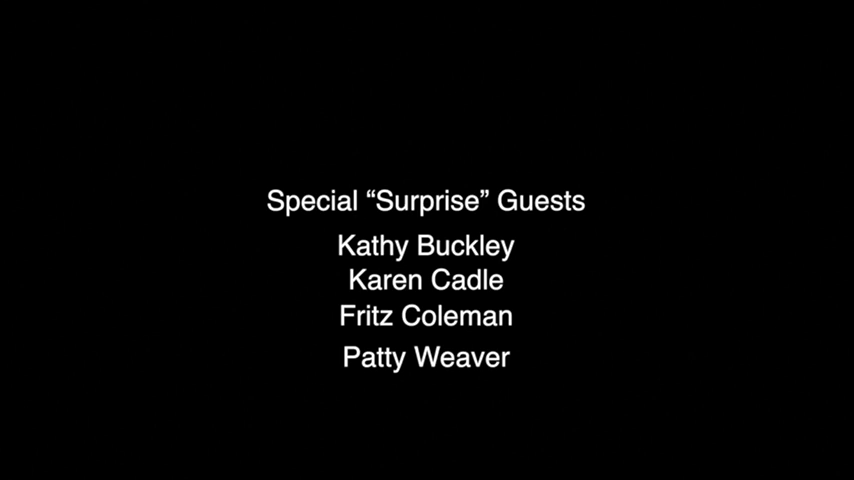 Special “Surprise” Guests
Kathy Buckley
Karen Cadle
Fritz Coleman
Patty Weaver